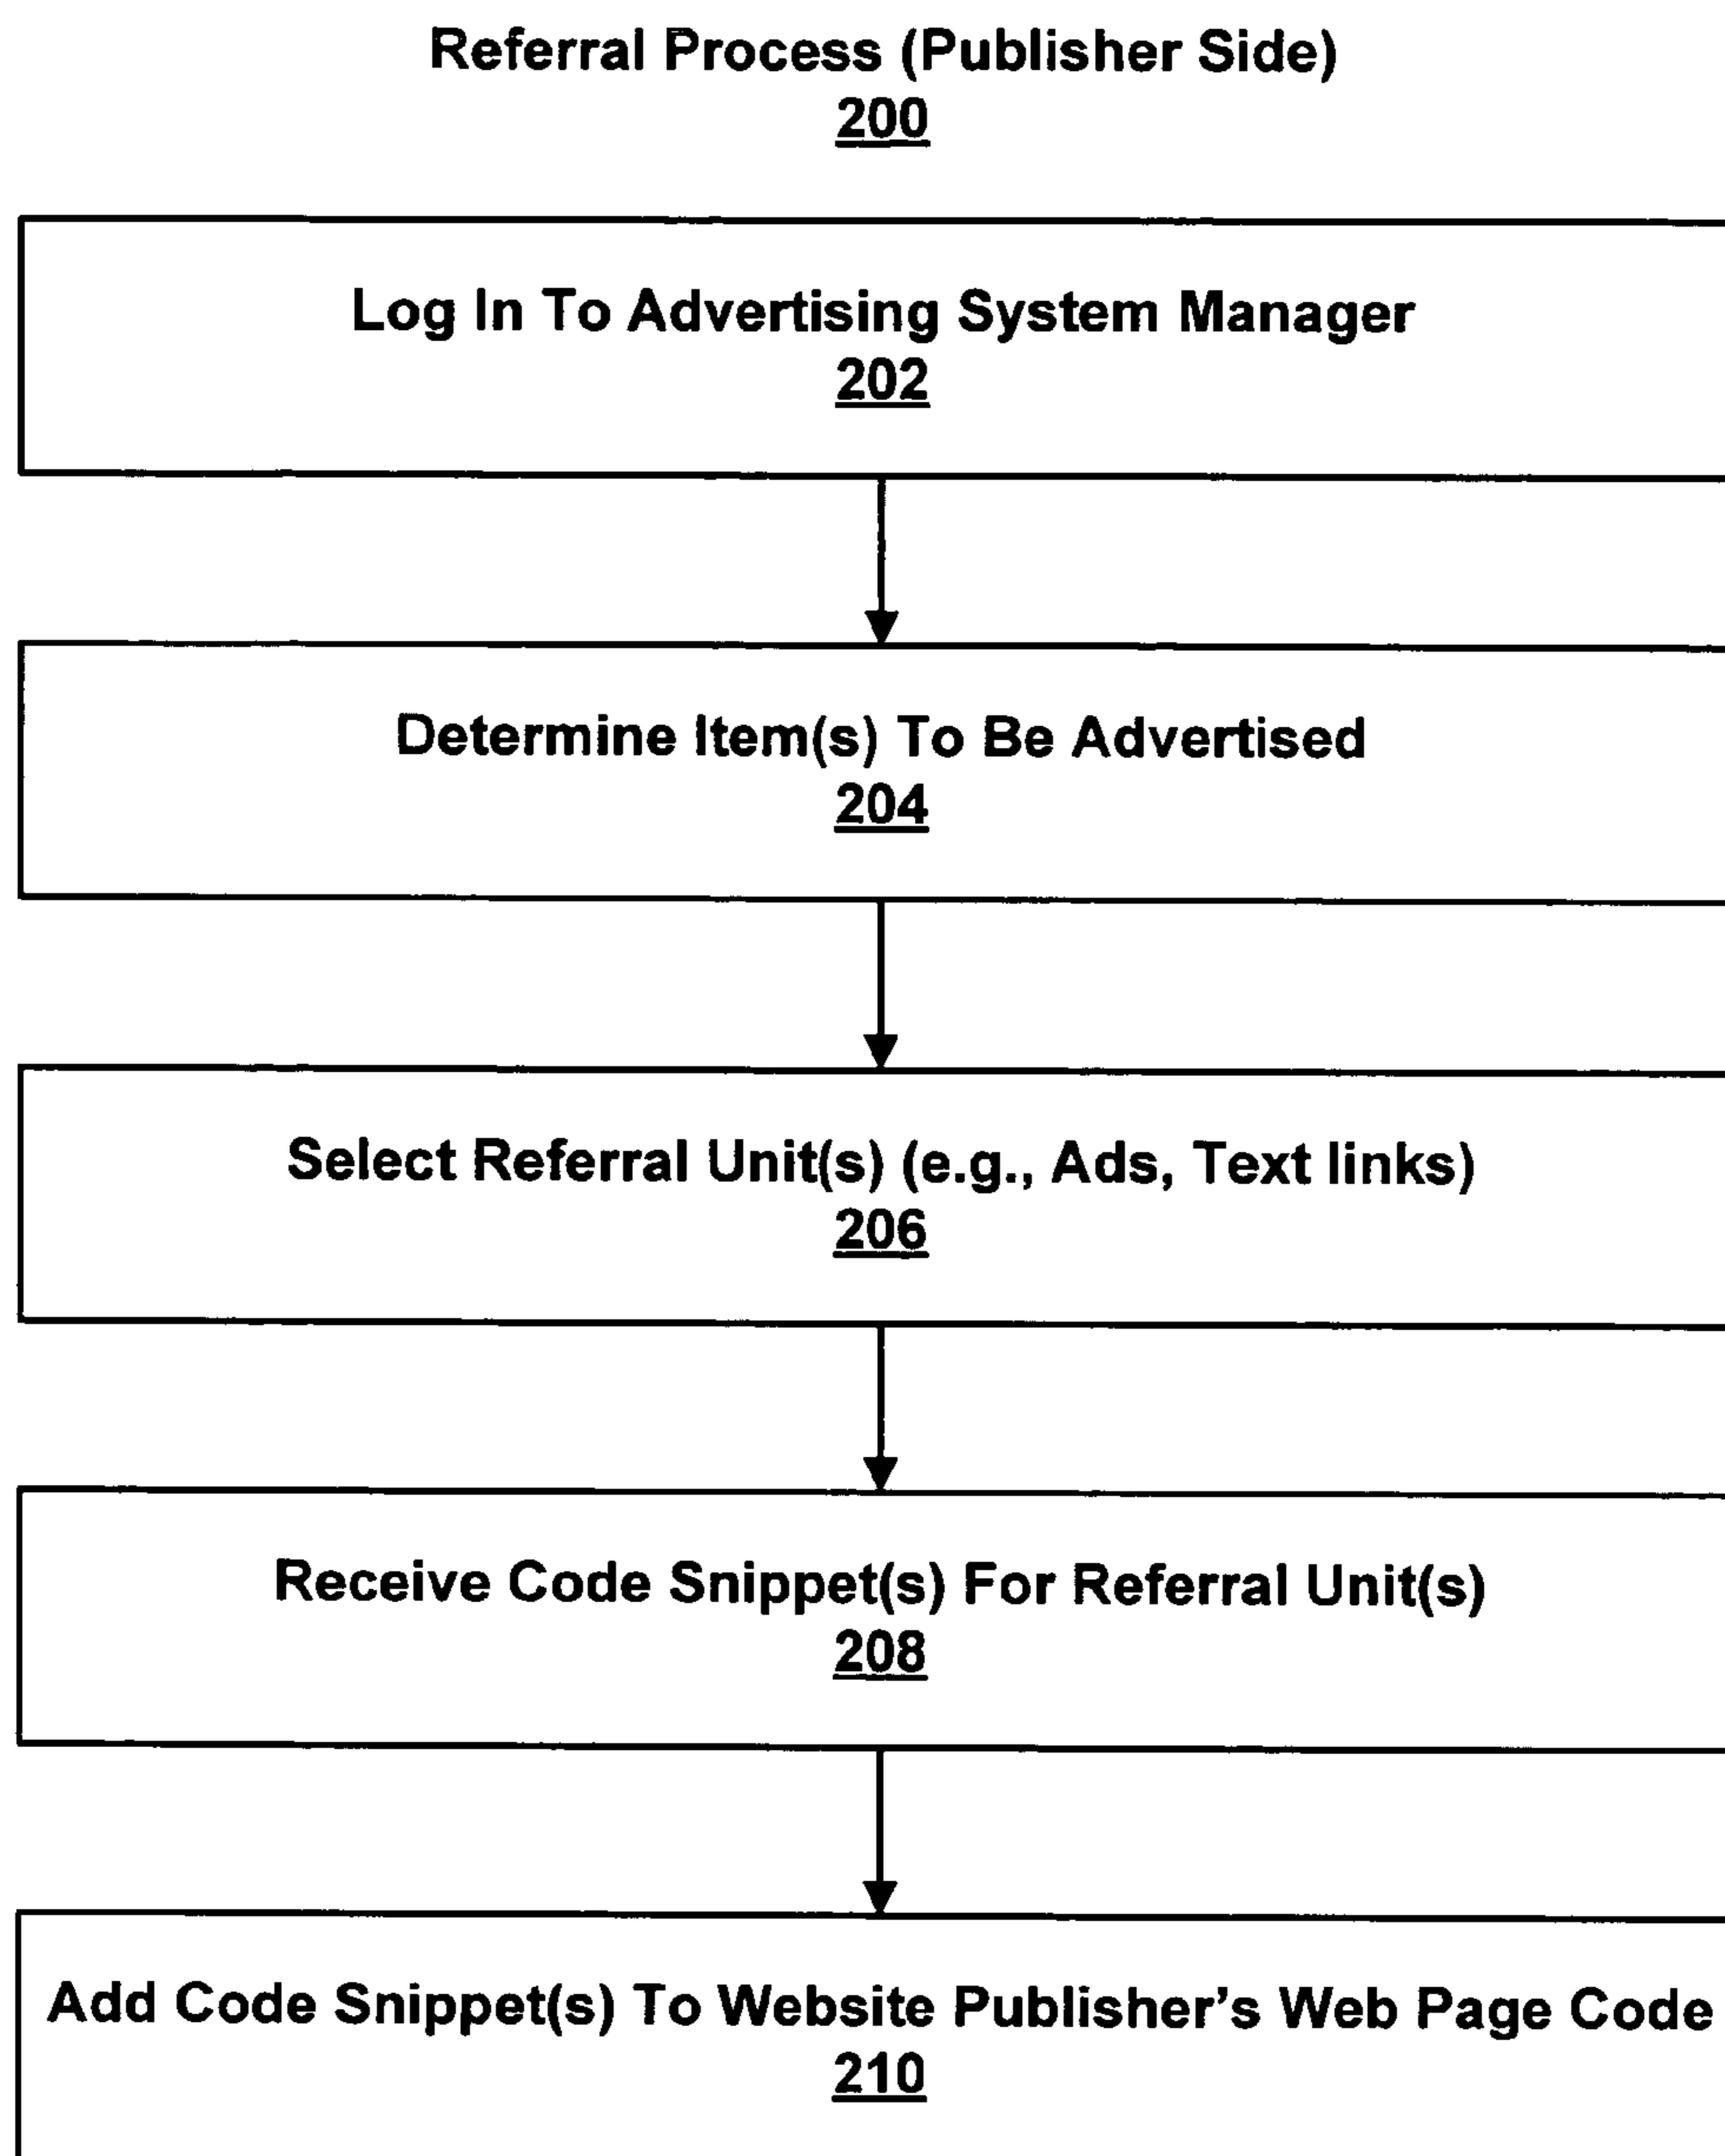 Referral Process (Publisher Side)
200
Log In To Advertising System Manager
202
Determine Item(s) To Be Advertised
204
Select Referral Unit(s) (e.g., Ads, Text links)
206
Receive Code Snippet(s) For Referral Unit(s)
208
Add Code Snippet(s) To Website Publisher's Web Page Code
210